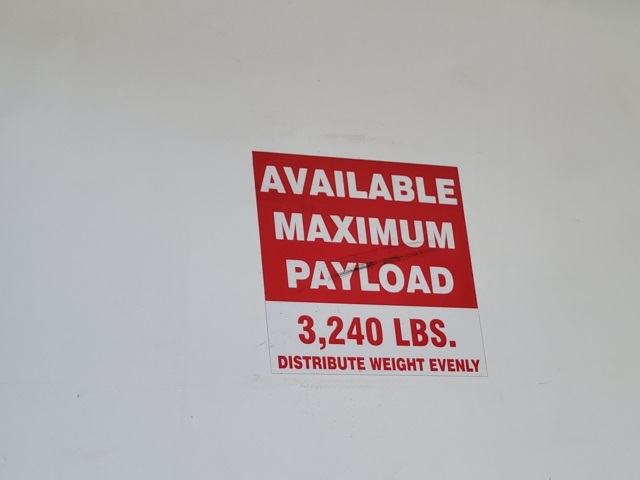 AVAILABLE
MAXIMUM
PAYLOAD
3,240 LBS.
DISTRIBUTE WEIGHT EVENLY